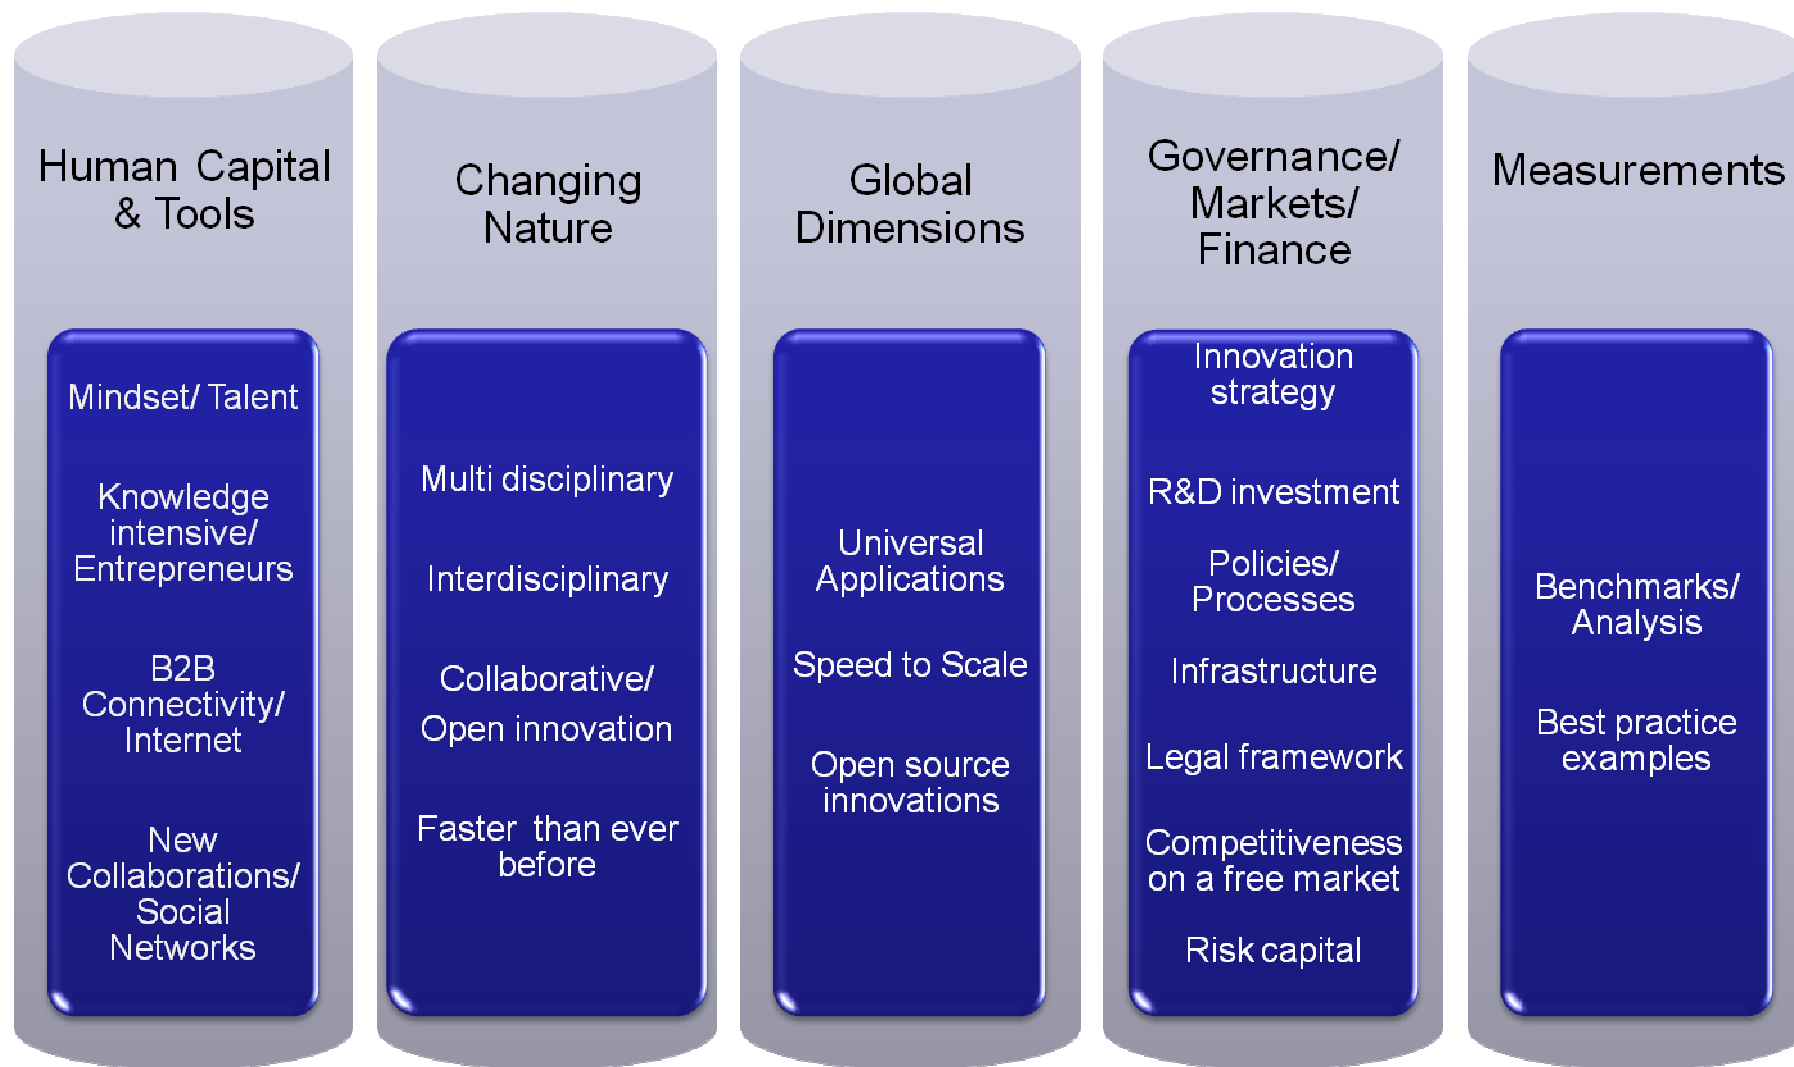 Human Capital
& Tools
Mindset/ Talent
Knowledge
intensive/
Entrepreneurs
B2B
Connectivity/
Internet
New
Collaborations/
Social
Networks
Changing
Nature
Multi disciplinary
Interdisciplinary
Collaborative/
Open innovation
Faster than ever
before
Global
Dimensions
Universal
Applications
Speed to Scale
Open source
innovations
Governance/
Markets/
Finance
Innovation
strategy
R&D investment
Policies/
Processes
Infrastructure
Legal framework
Competitiveness
on a free market
Risk capital
Measurements
Benchmarks/
Analysis
Best practice
examples